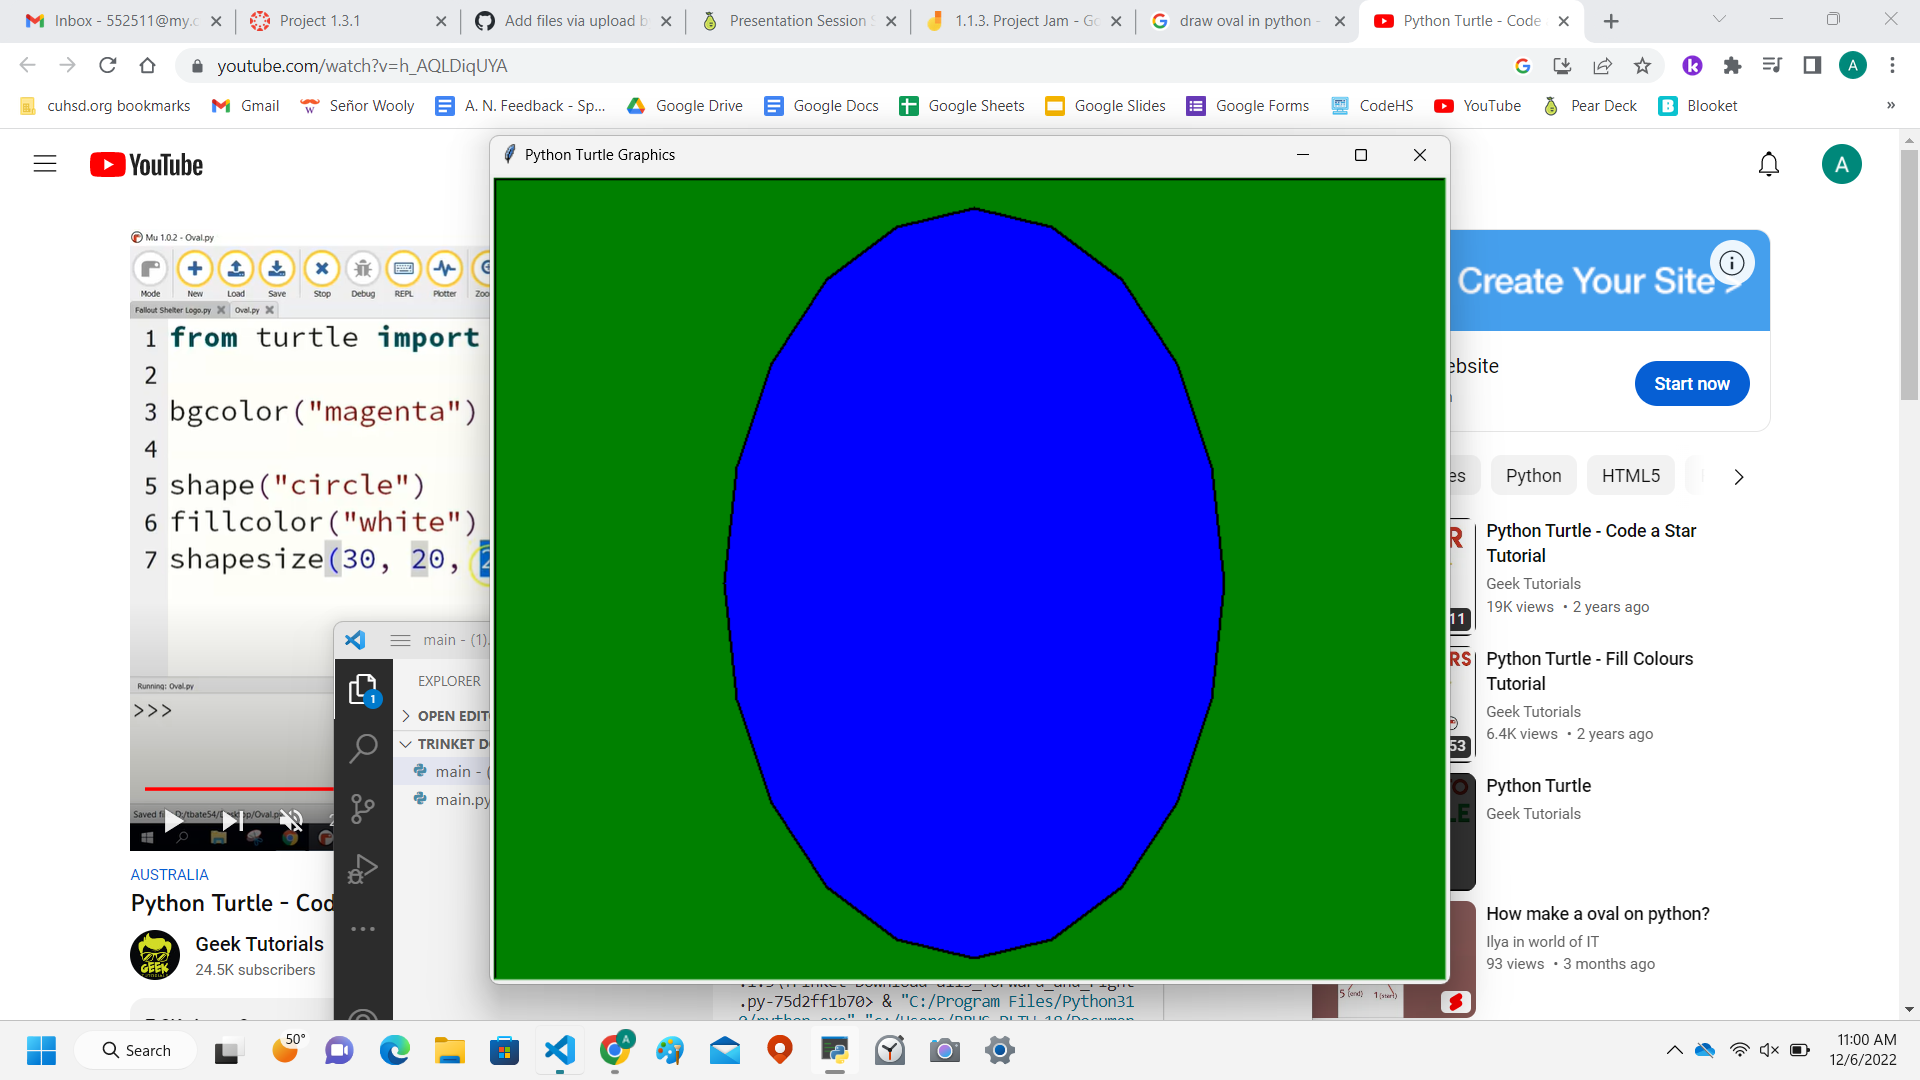 Inbox - 552511@my.c
Project 1.3.1
Add files via upload b
Presentation Session S
1.1.3. Project Jam - Go
draw oval in python -
Python Turtle - Code
youtube.com/watch?v=h_AQLDiqUYA
A
cuhsd.org bookmarks
Gmail
Señor Wooly
A. N. Feedback - Sp...
Google Drive
Google Docs
Google Sheets
Google Slides
Google Forms
CodeHS
YouTube
Pear Deck
Blooket
»
YouTube
A
Python Turtle Graphics
Mu 1.0.2 - Oval.py
Mode
New
Load
Save
Stop
Debug
REPL
Plotter
Zoo
Fallout Shelter Logo.py
Oval.py
1 from turtle import
2
3 bgcolor("magenta")
4
5 shape("circle")
6 fillcolor("white")
7 shapesize(30, 20, 2
Running: Oval.py
>>>
AUSTRALIA
Python Turtle - Cod
GEEK
Geek Tutorials
24.5K subscribers
main - (1).
1
EXPLORER
OPEN EDIT
TRINKET D
main - (
main.py
.py-75d2ff1b70> & "C:/Program Files/Python31
Create Your Site >
ebsite
Start now
es
Python
HTML5
Python Turtle - Code a Star
Tutorial
Geek Tutorials
19K views • 2 years ago
11
Python Turtle - Fill Colours
Tutorial
Geek Tutorials
6.4K views • 2 years ago
53
Python Turtle
Geek Tutorials
How make a oval on python?
Ilya in world of IT
93 views • 3 months ago
5 (end) 1 (start)
50°
Search
A
11:00 AM
12/6/2022